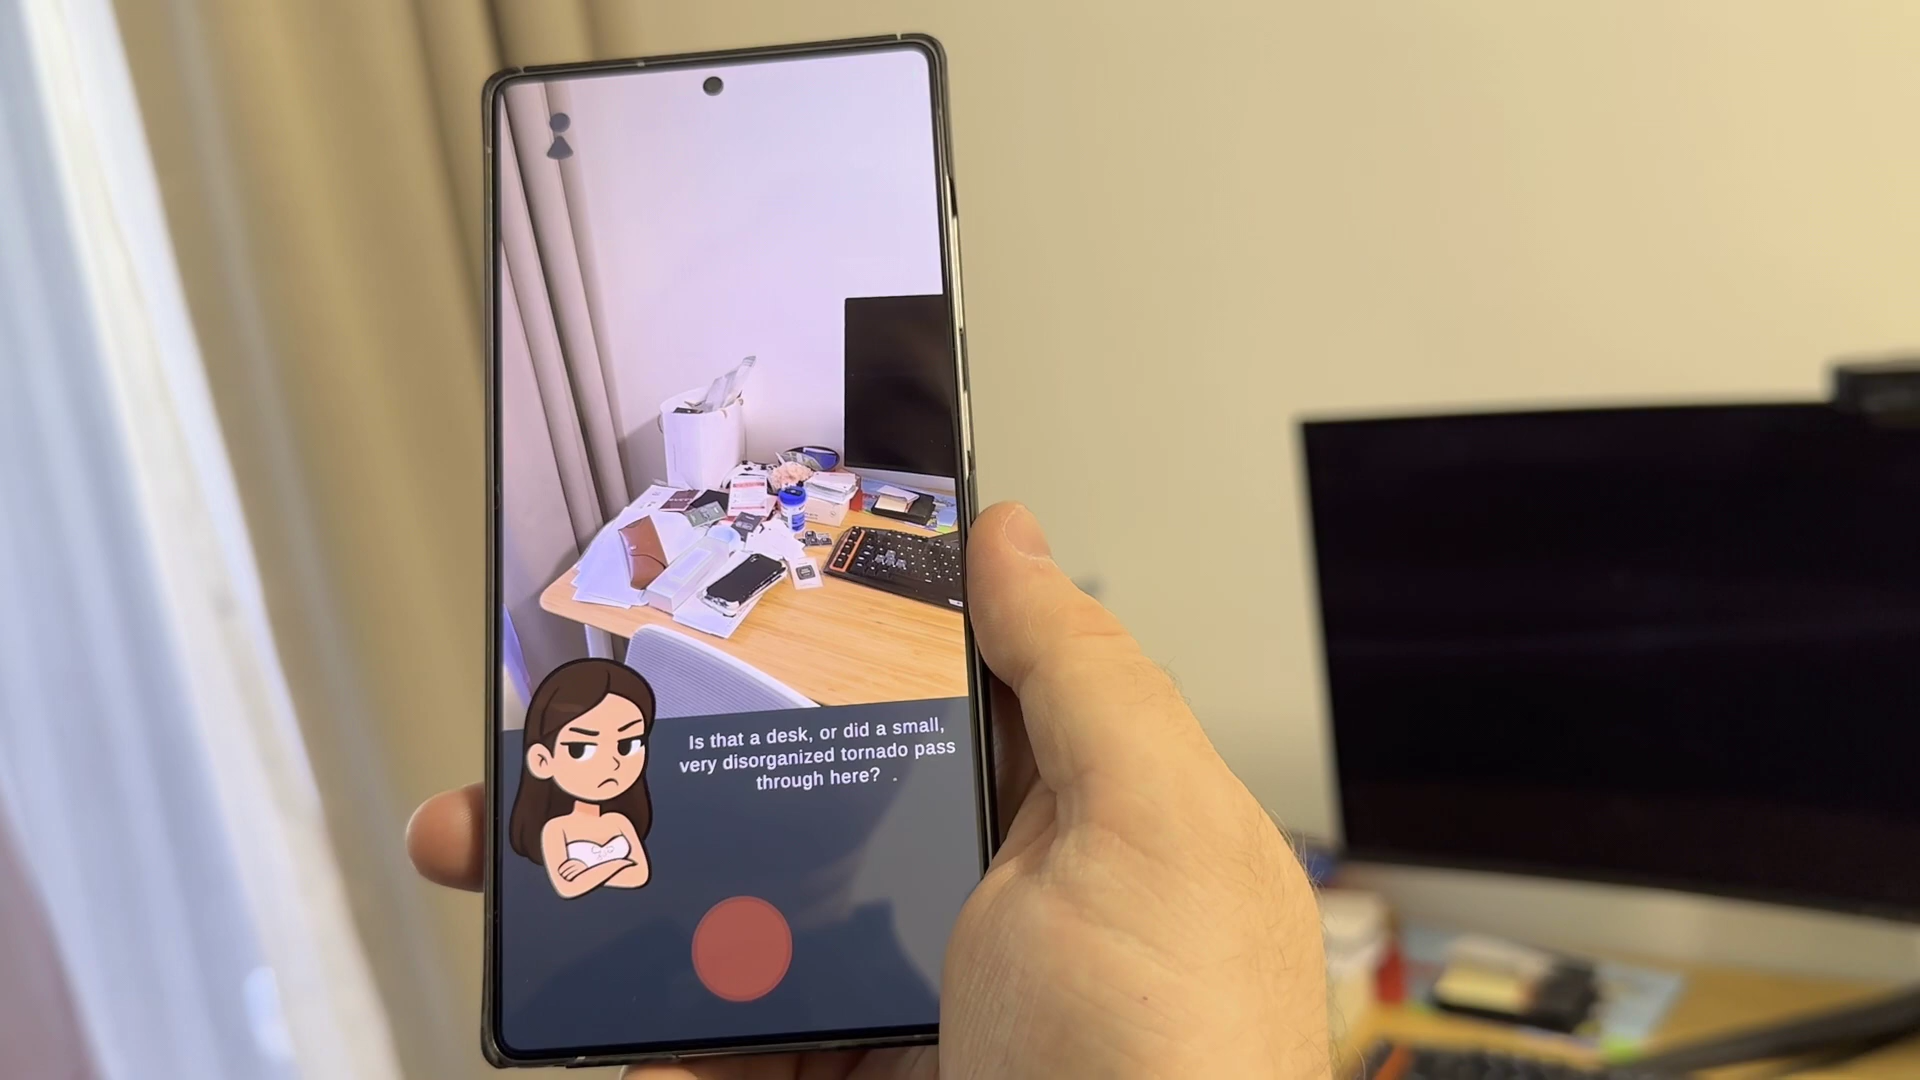 Is that a desk, or did a small,
very disorganized tornado pass
through here? .